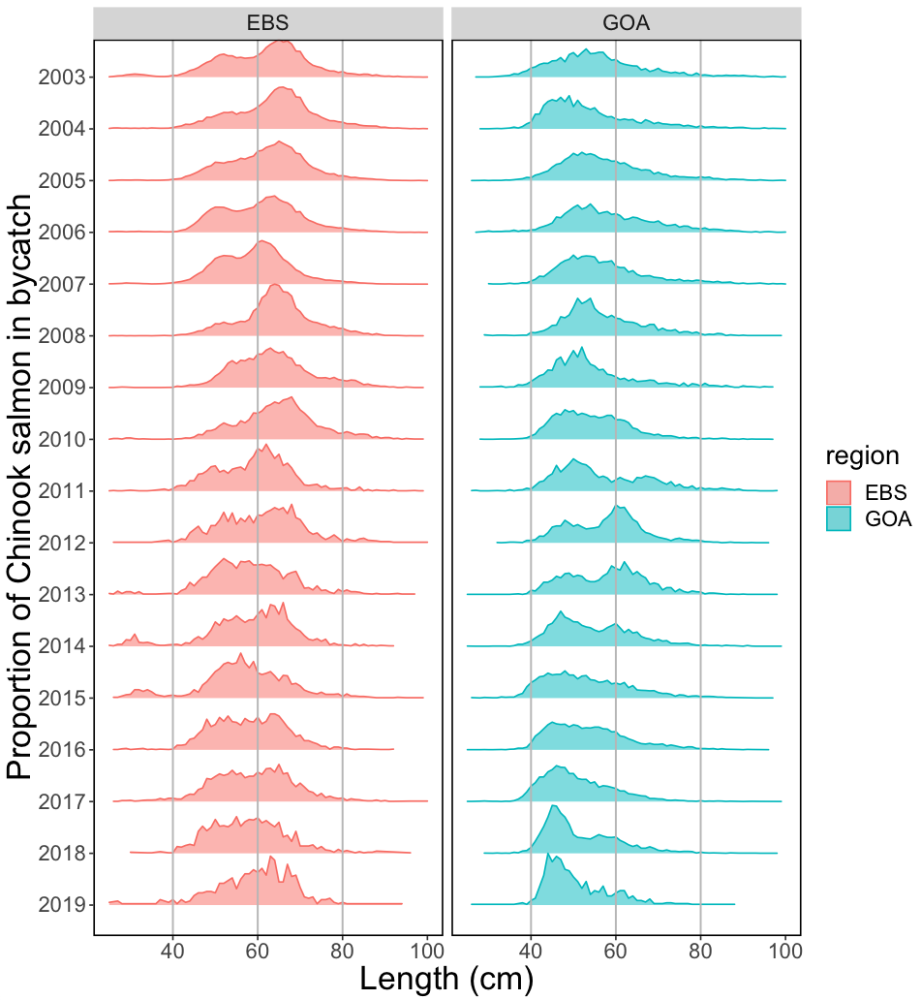 EBS GOA
Proportion of Chinook salmon in bycatch
2003
2004
2005
2006
2007
2008
2009
2010
2011
2012
2013
2014
2015
2016
2017
2018
2019
region
EBS
GOA
40 60 80 100 40 60 80 100
Length (cm)